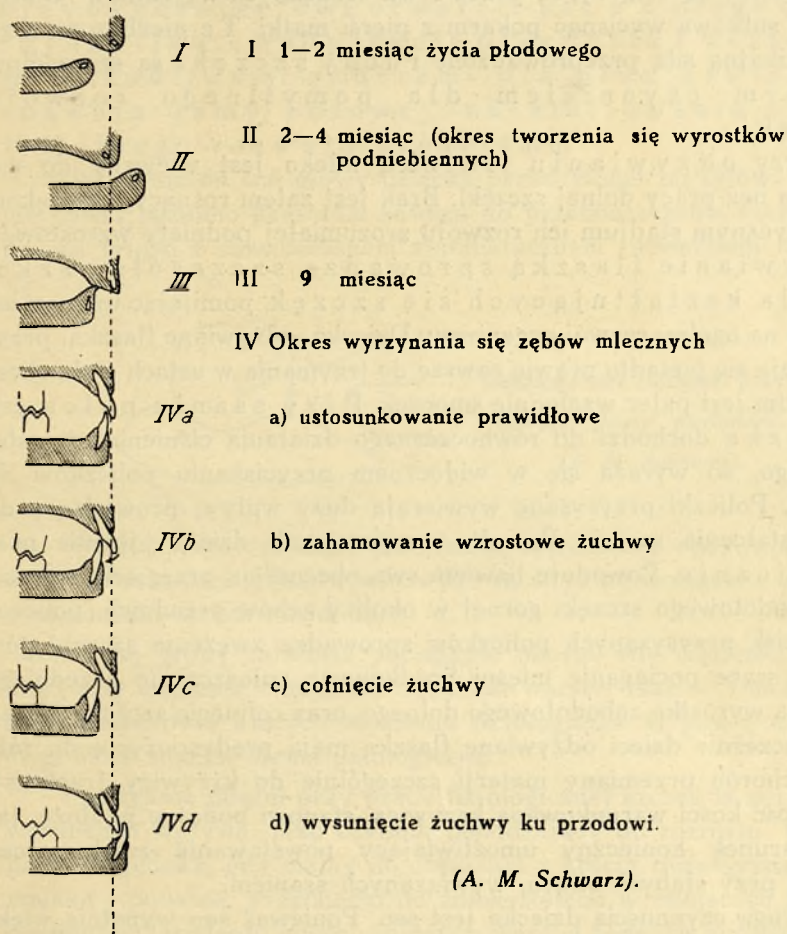 I I 1—2 miesiąc życia płodowego
II II 2—4 miesiąc (okres tworzenia się wyrostków
podniebiennych)
III III 9 miesiąc
IV Okres wyrzynania się zębów mlecznych
IVa a) ustosunkowanie prawidłowe
IVb b) zahamowanie wzrostowe żuchwy
IVc c) cofnięcie żuchwy
IVd d) wysunięcie żuchwy ku przodowi.
(A. M. Schwarz).